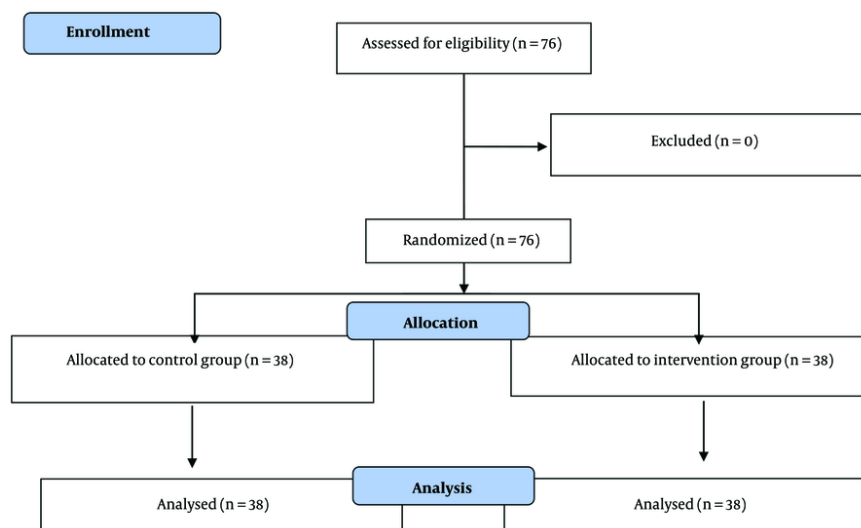 Enrollment
Assessed for eligibility (n = 76)
Excluded (n = 0)
Randomized (n = 76)
Allocation
Allocated to control group (n = 38)
Allocated to intervention group (n = 38)
Analysis
Analysed (n = 38)
Analysed (n = 38)